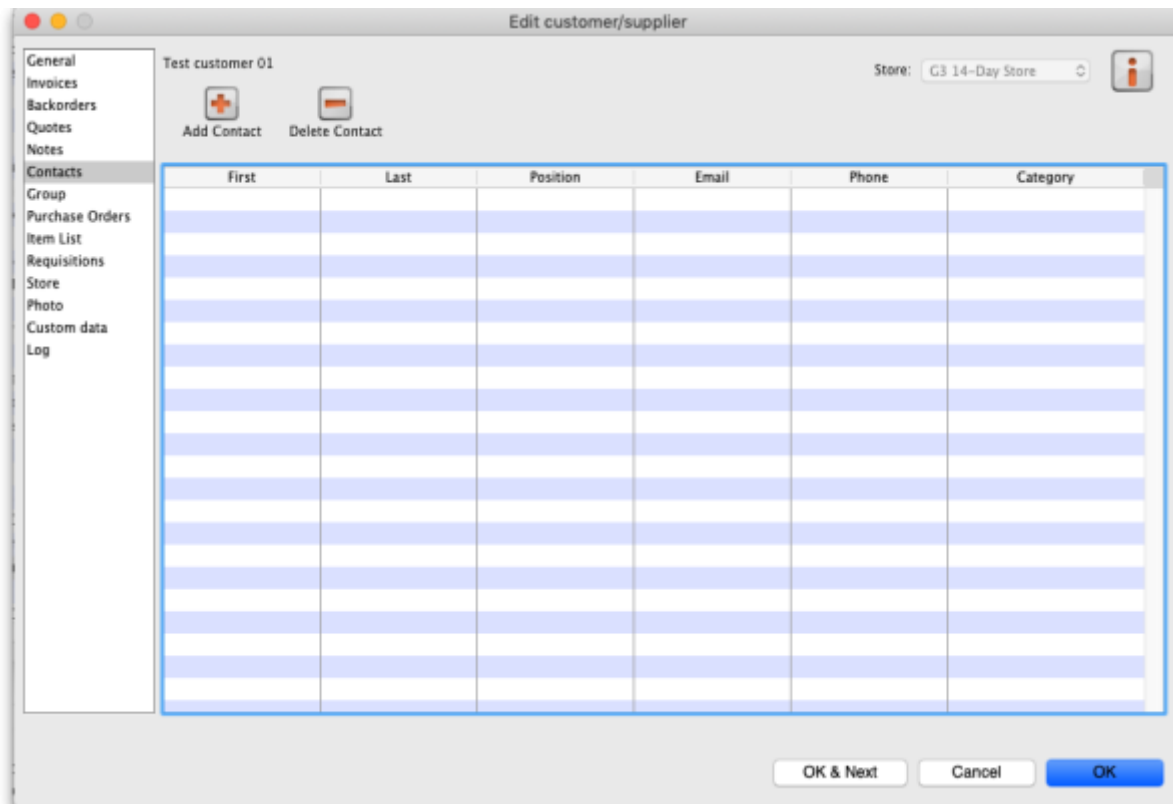 Edit customer/supplier
General
Invoices
Backorders
Quotes
Notes
Contacts
Group
Purchase Orders
Item List
Requisitions
Store
Photo
Custom data
Log
Test customer 01
Store: G3 14-Day Store
Add Contact Delete Contact
First Last Position Email Phone Category
OK & Next Cancel OK